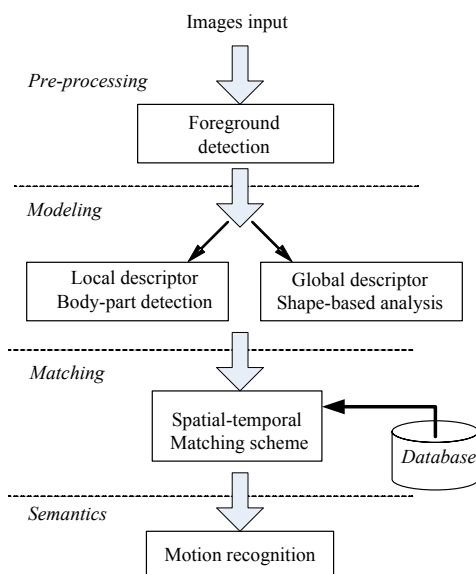 Images input
Pre-processing
Foreground
detection
Modeling
Local descriptor
Body-part detection
Global descriptor
Shape-based analysis
Matching
Spatial-temporal
Matching scheme
Database
Semantics
Motion recognition